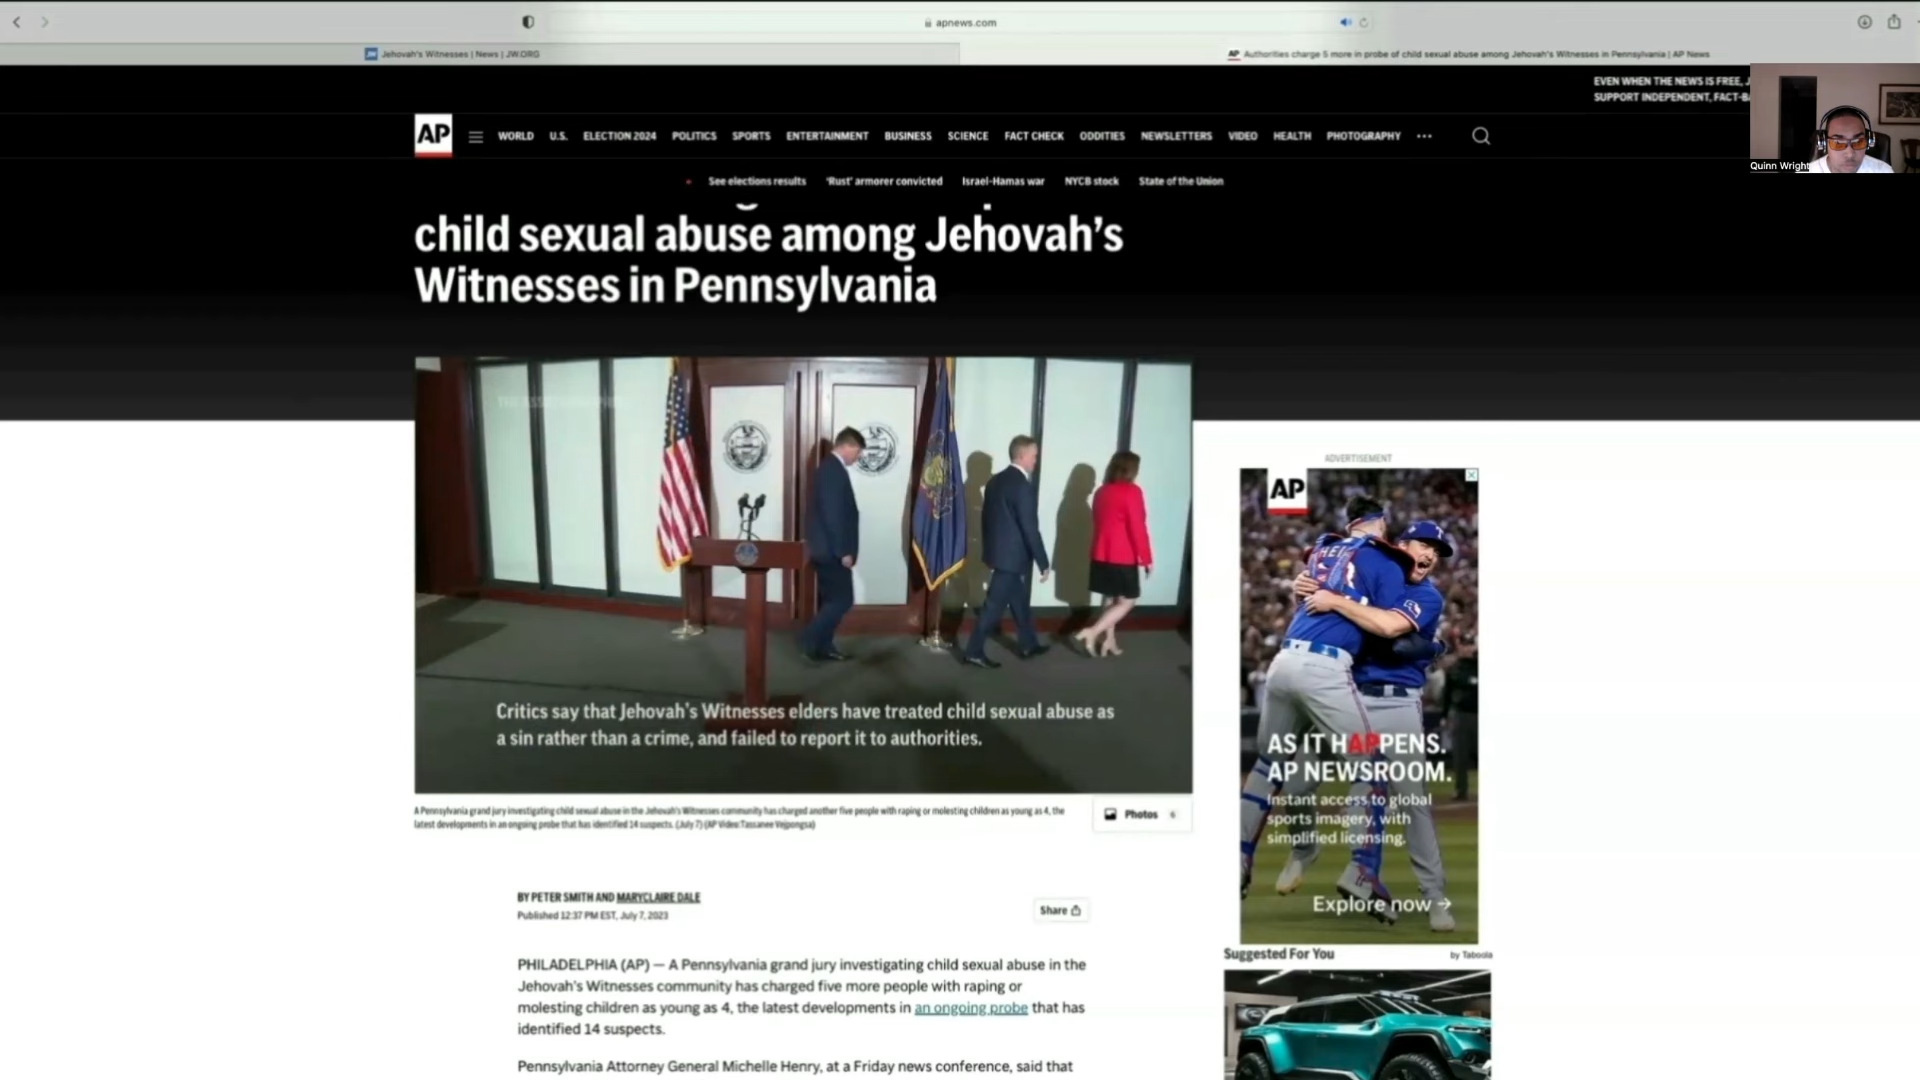 apnews.com
Jehovah's Witnesses | News | JW.ORG
AP Authorities charge 5 more in probe of child sexual abuse among Jehovah's Witnesses in Pennsylvania | AP News
EVEN WHEN THE NEWS IS FREE, J
SUPPORT INDEPENDENT, FACT-B
Quinn Wright
AP
WORLD U.S. ELECTION 2024 POLITICS SPORTS ENTERTAINMENT BUSINESS SCIENCE FACT CHECK ODDITIES NEWSLETTERS VIDEO HEALTH PHOTOGRAPHY ...
See elections results 'Rust' armorer convicted Israel-Hamas war NYCB stock State of the Union
child sexual abuse among Jehovah's
Witnesses in Pennsylvania
Critics say that Jehovah's Witnesses elders have treated child sexual abuse as
a sin rather than a crime, and failed to report it to authorities.
A Pennsylvania grand jury investigating child sexual abuse in the Jehovah's Witnesses community has charged another five people with raping or molesting children as young as 4, the
latest developments in an ongoing probe that has identified 14 suspects. (July 7) (AP Video: Tassanee Vejpongsa)
Photos 6
BY PETER SMITH AND MARYCLAIRE DALE
Published 12:37 PM EST, July 7, 2023
Share
PHILADELPHIA (AP) — A Pennsylvania grand jury investigating child sexual abuse in the
Jehovah's Witnesses community has charged five more people with raping or
molesting children as young as 4, the latest developments in an ongoing probe that has
identified 14 suspects.
Pennsylvania Attorney General Michelle Henry, at a Friday news conference, said that
ADVERTISEMENT
AP
AS IT HAPPENS.
AP NEWSROOM.
Instant access to global
sports imagery, with
simplified licensing.
Explore now →
Suggested For You
by Taboola